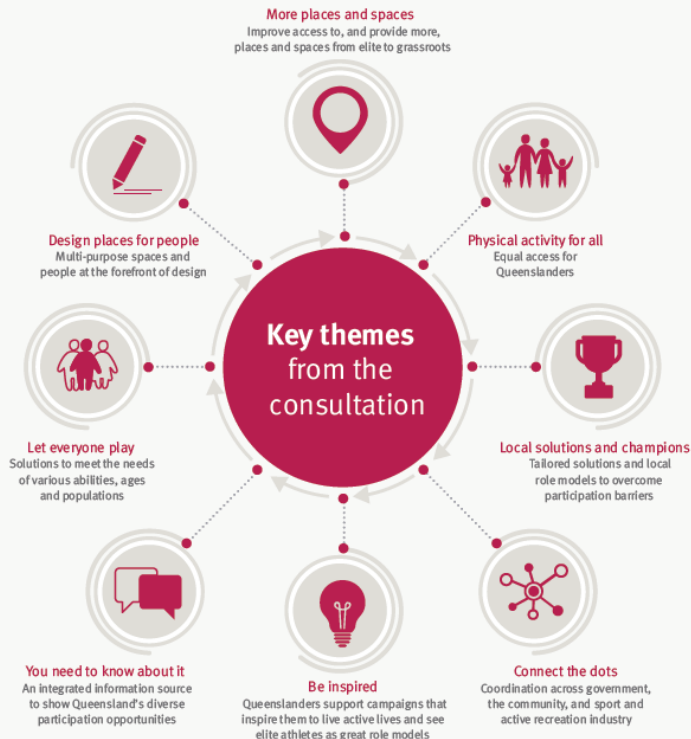 More places and spaces
Improve access to, and provide more,
places and spaces from elite to grassroots
Design places for people
Multi-purpose spaces and
people at the forefront of design
Physical activity for all
Equal access for
Queenslanders
Key themes
from the
consultation
Let everyone play
Solutions to meet the needs
of various abilities, ages
and populations
Local solutions and champions
Tailored solutions and local
role models to overcome
participation barriers
You need to know about it
An integrated information source
to show Queensland's diverse
participation opportunities
Be inspired
Queenslanders support campaigns that
inspire them to live active lives and see
elite athletes as great role models
Connect the dots
Coordination across government,
the community, and sport and
active recreation industry